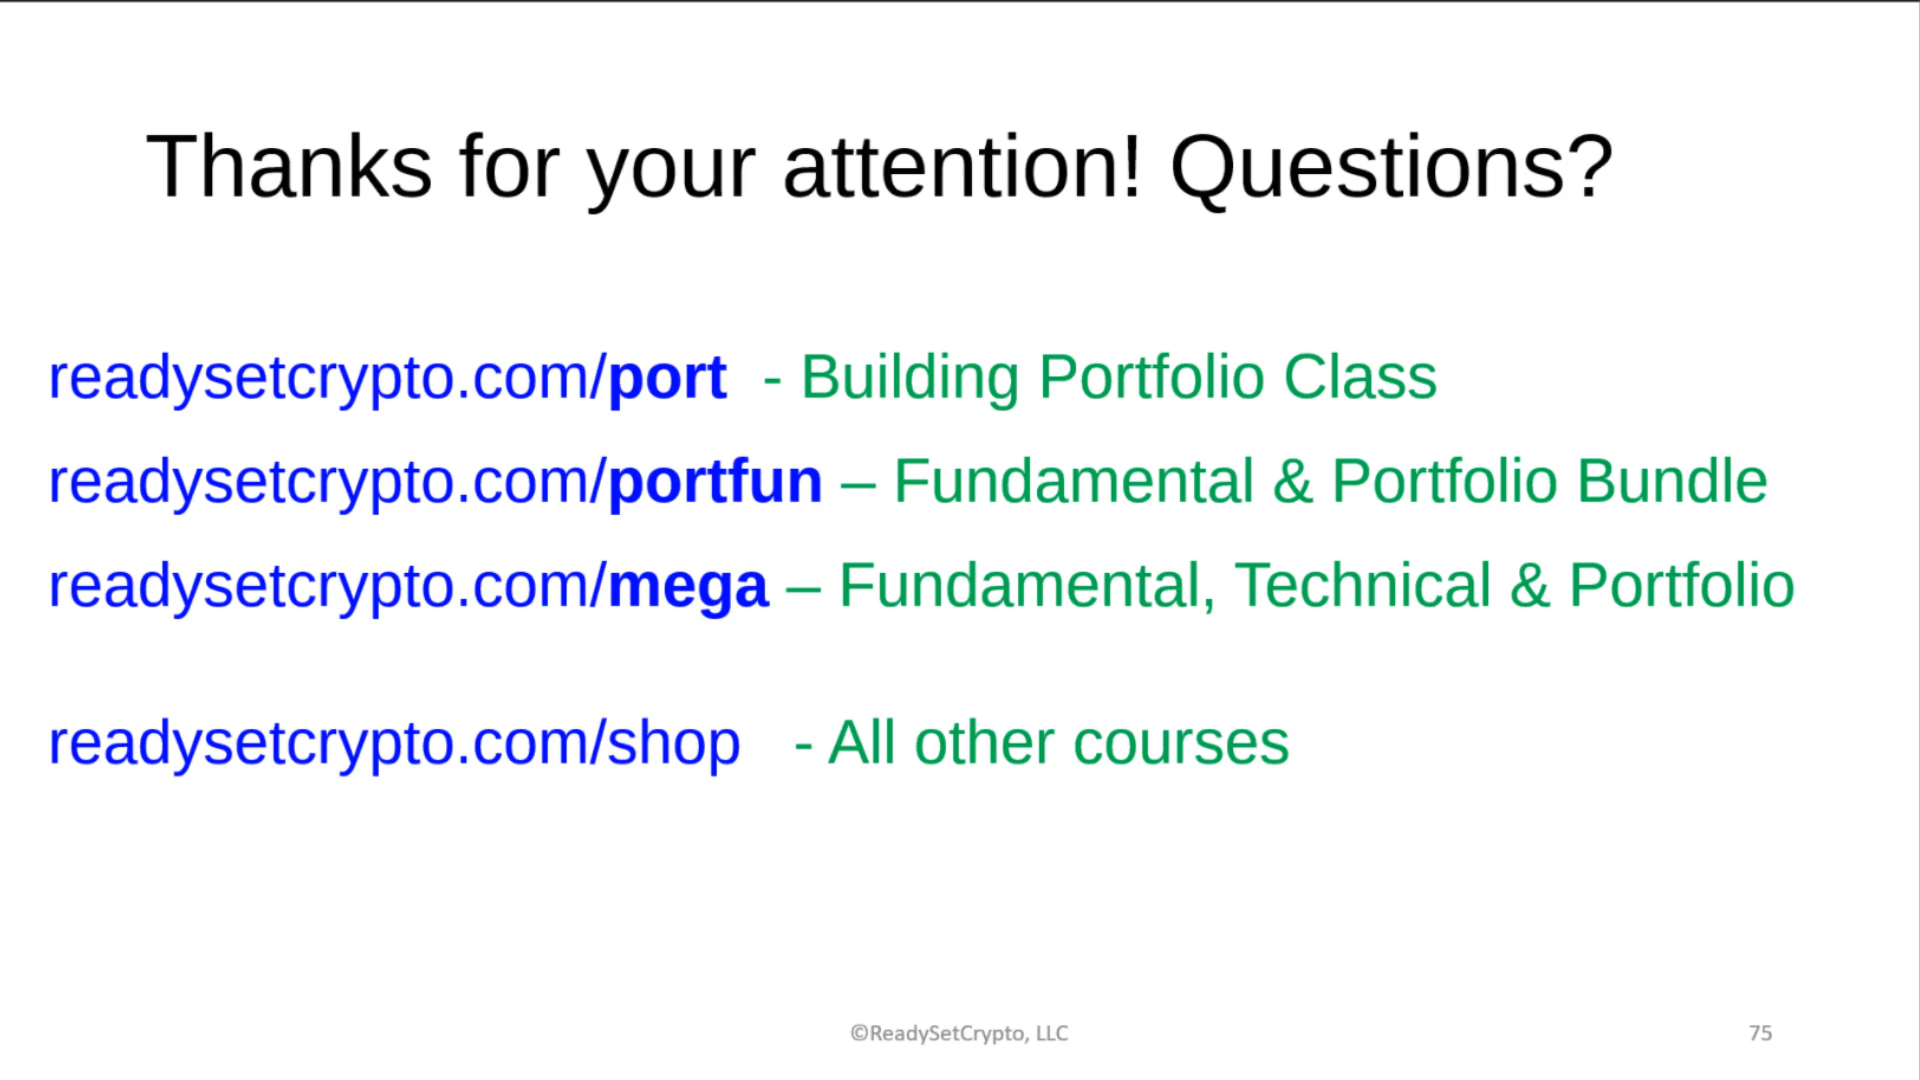 Thanks for your attention! Questions?
readysetcrypto.com/port - Building Portfolio Class
readysetcrypto.com/portfun – Fundamental & Portfolio Bundle
readysetcrypto.com/mega – Fundamental, Technical & Portfolio
readysetcrypto.com/shop - All other courses
©ReadySetCrypto, LLC
75